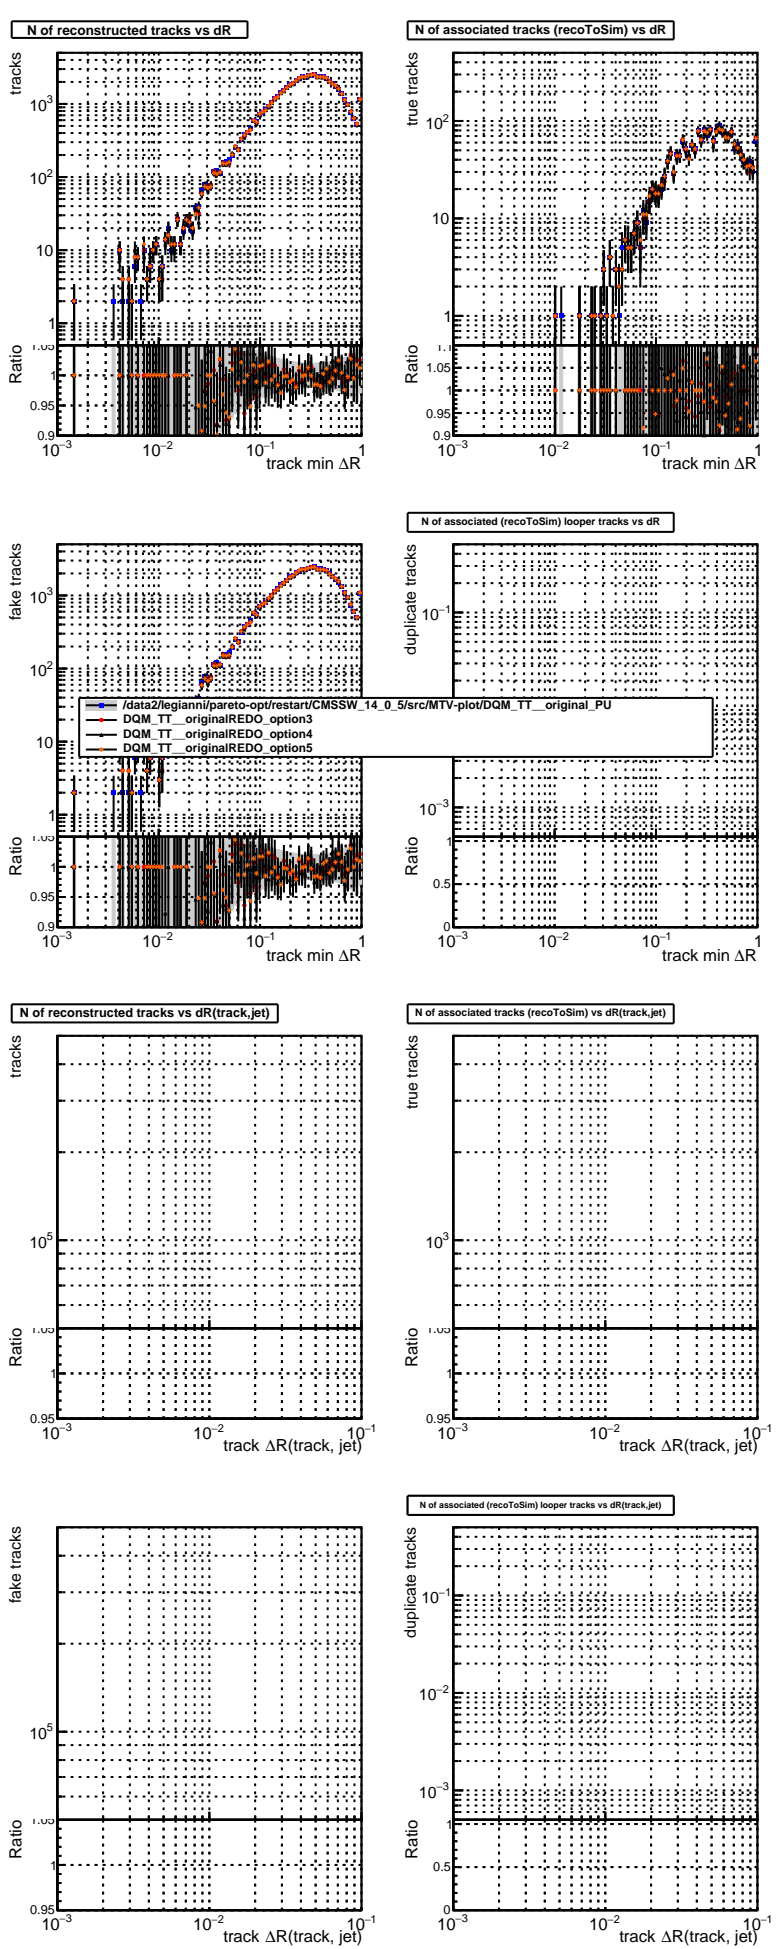 N of reconstructed tracks vs dR
N of associated tracks (recoToSim) vs dR
tracks
10³
10²
10
1
true tracks
10²
10
1
Ratio
1.05
1
0.95
0.9
10⁻³
10⁻²
10⁻¹
1
track min ΔR
Ratio
1.1
1.05
1
0.95
0.9
10⁻³
10⁻²
10⁻¹
1
track min ΔR
N of associated (recoToSim) looper tracks vs dR
fake tracks
10³
10²
10
1
duplicate tracks
10⁻¹
10⁻³
/data2/legianni/pareto-opt/restart/CMSSW_14_0_5/src/MTV-plot/DQM_TT__original_PU
DQM_TT__originalREDO_option3
DQM_TT__originalREDO_option4
DQM_TT__originalREDO_option5
Ratio
1.05
1
0.95
0.9
10⁻³
10⁻²
10⁻¹
1
track min ΔR
Ratio
1
0.5
0
10⁻³
10⁻²
10⁻¹
1
track min ΔR
N of reconstructed tracks vs dR(track,jet)
N of associated tracks (recoToSim) vs dR(track,jet)
tracks
10⁵
true tracks
10³
Ratio
1.05
1
0.95
10⁻³
10⁻²
10⁻¹
track ΔR(track, jet)
Ratio
1.05
1
0.95
10⁻³
10⁻²
10⁻¹
track ΔR(track, jet)
N of associated (recoToSim) looper tracks vs dR(track,jet)
fake tracks
10⁵
duplicate tracks
10⁻¹
10⁻²
10⁻³
Ratio
1.05
1
0.95
10⁻³
10⁻²
10⁻¹
track ΔR(track, jet)
Ratio
1
0.5
0
10⁻³
10⁻²
10⁻¹
track ΔR(track, jet)